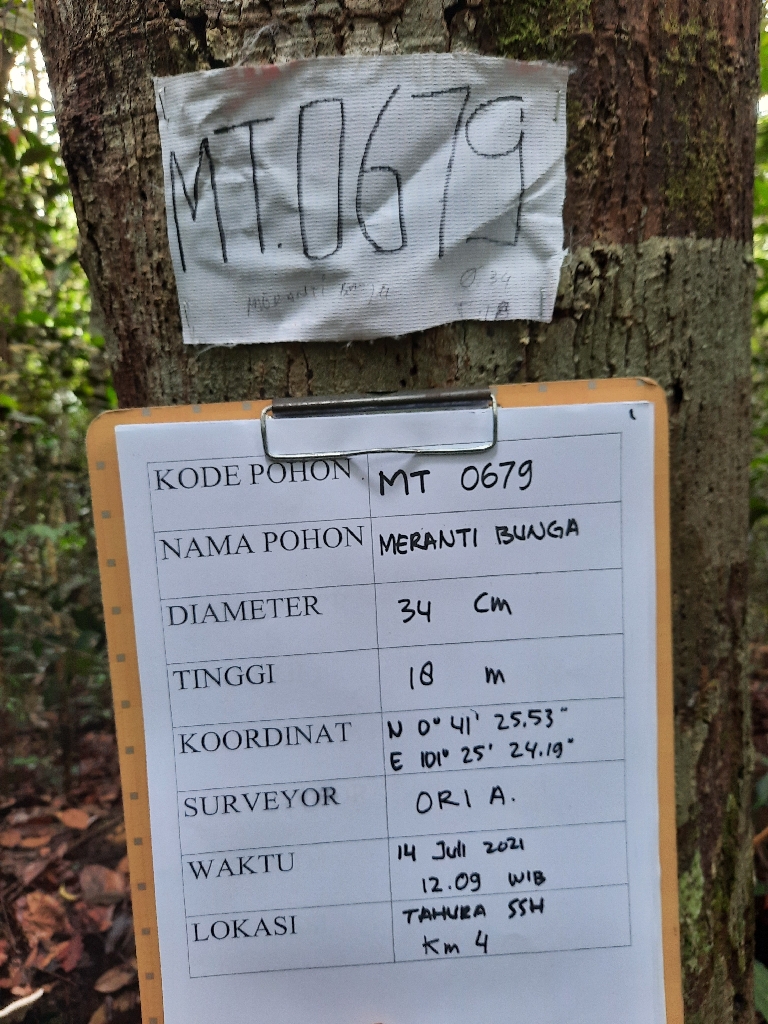 MT.0679
MERANTI Bunga
0 34
T 18
KODE POHON MT 0679
NAMA POHON MERANTI BUNGA
DIAMETER 34 Cm
TINGGI 18 m
KOORDINAT N 0° 41' 25.53"
E 101° 25' 24.19"
SURVEYOR ORI A.
WAKTU 14 Juli 2021
12.09 WIB
LOKASI TAHURA SSH
Km 4